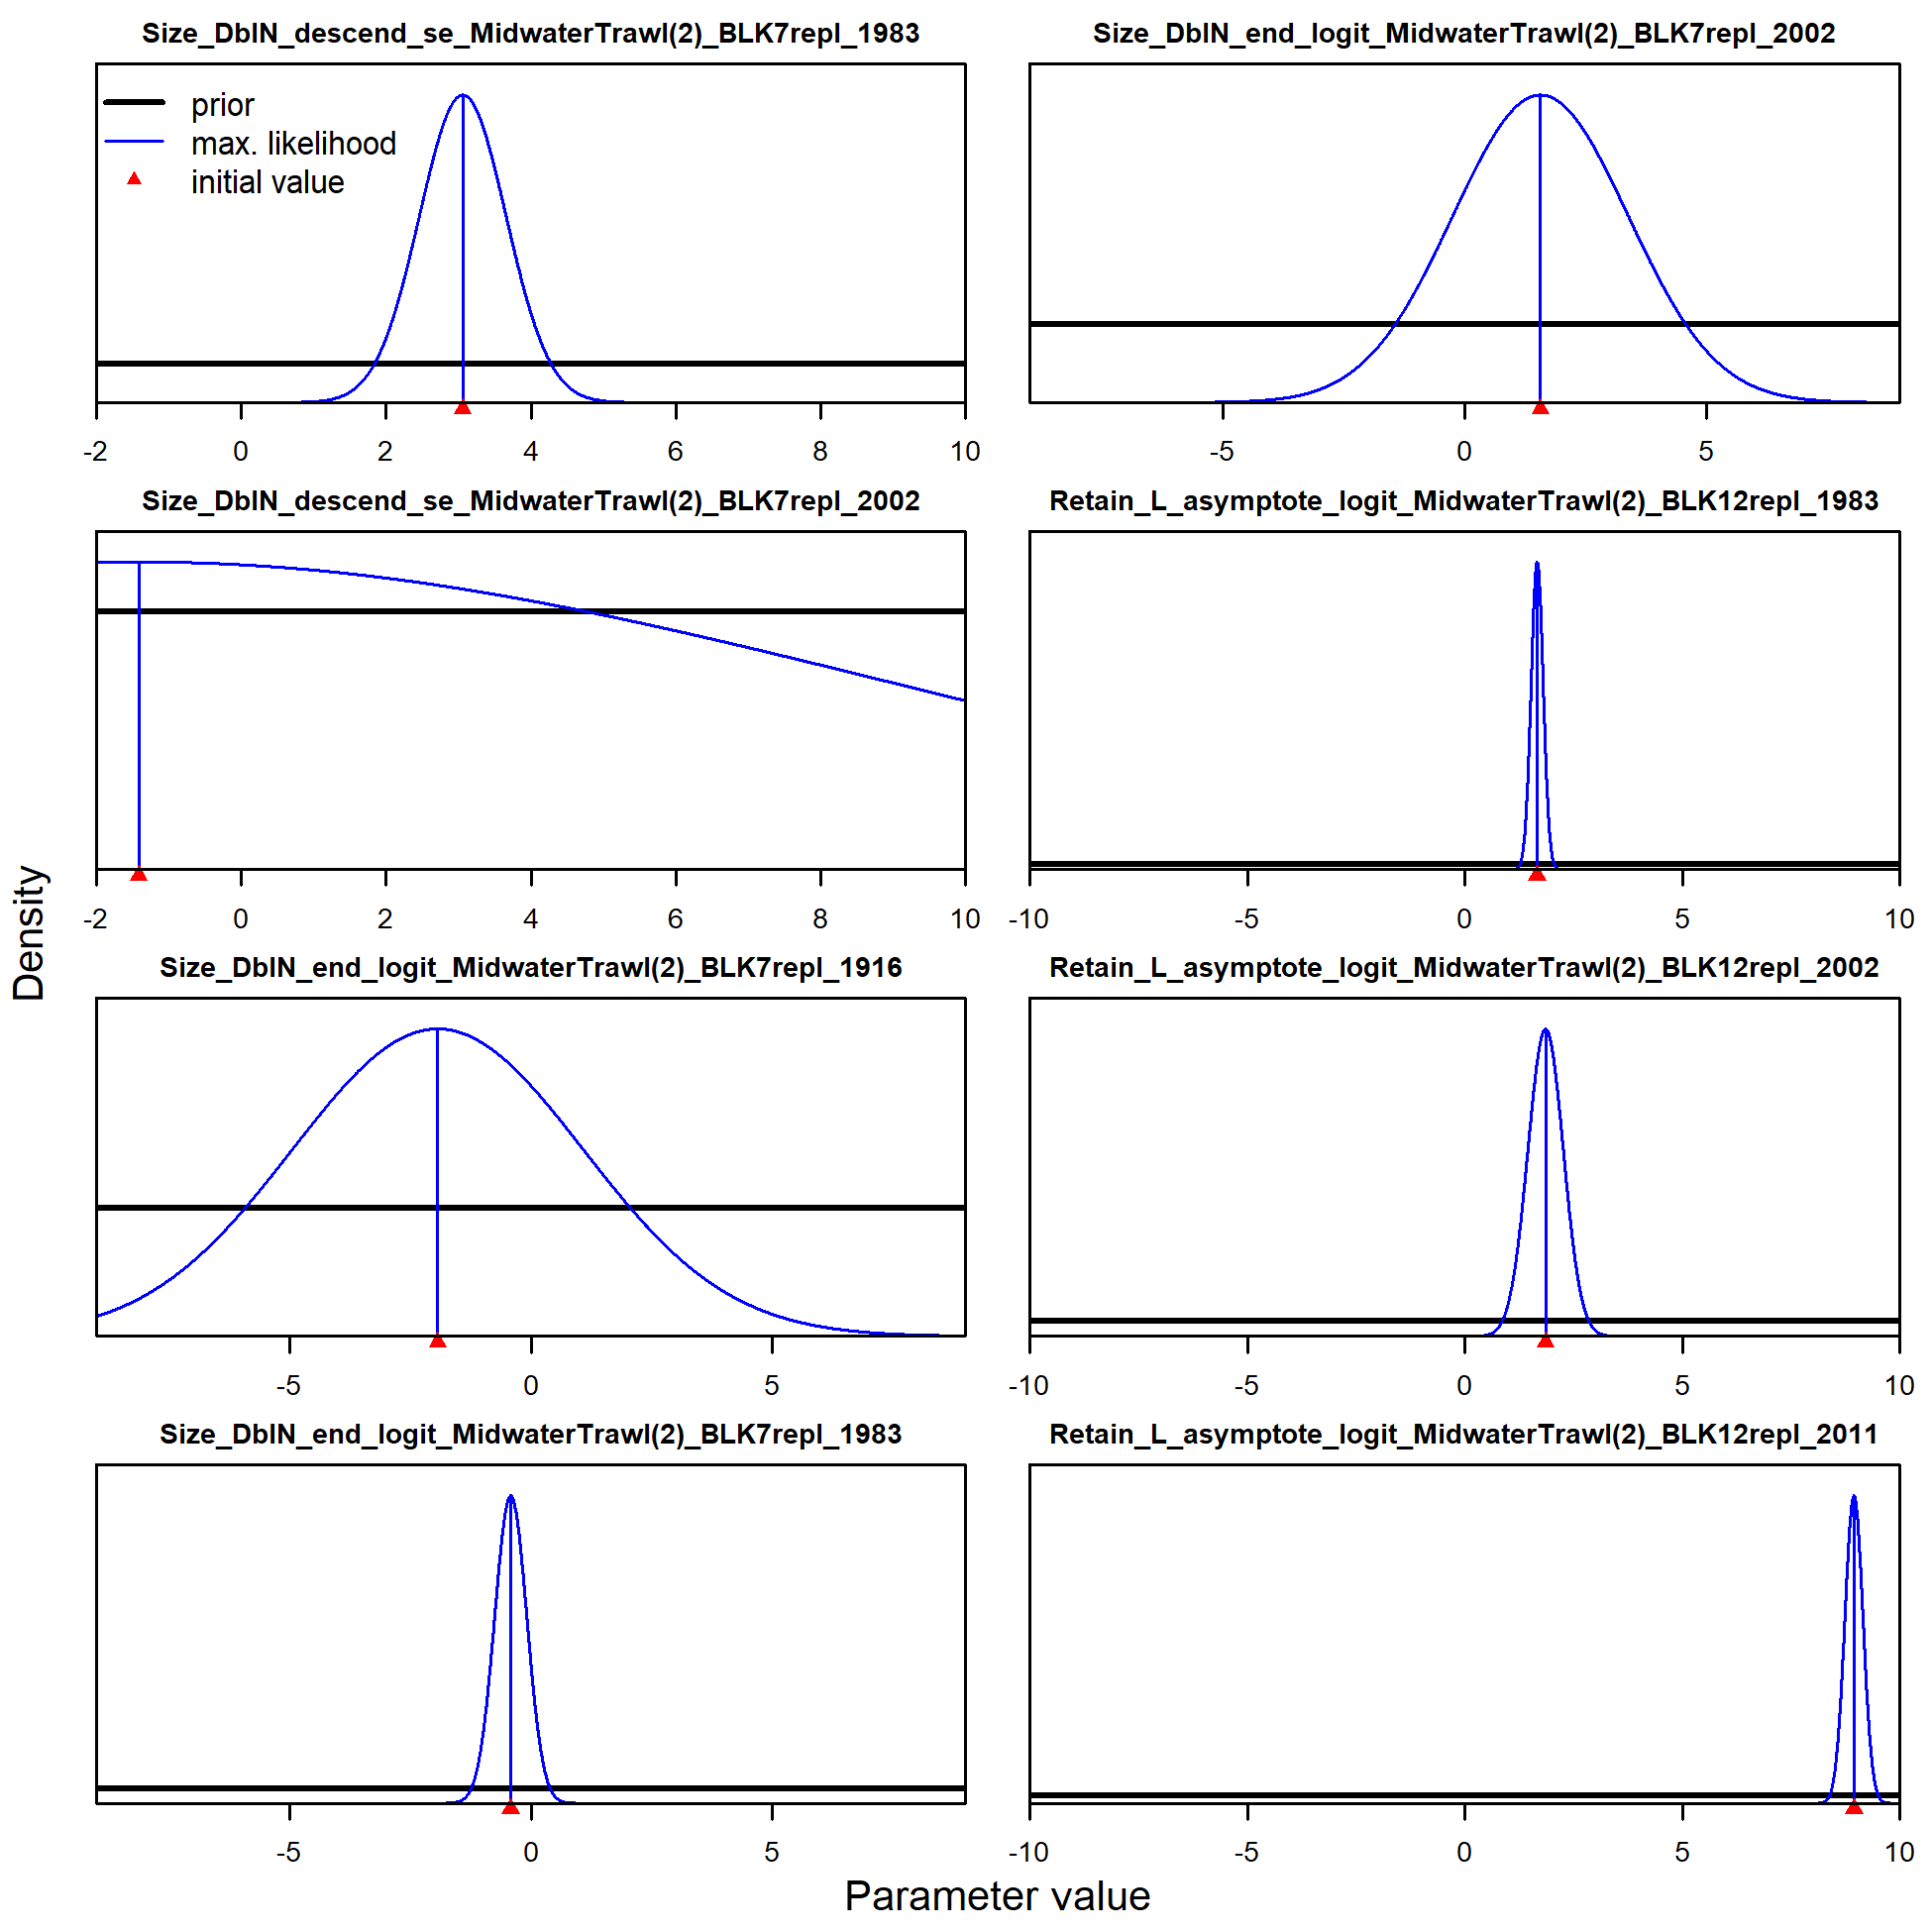 Size_DblN_descend_se_MidwaterTrawl(2)_BLK7repl_1983
prior
max. likelihood
initial value
-2 0 2 4 6 8 10
Size_DblN_end_logit_MidwaterTrawl(2)_BLK7repl_2002
-5 0 5
Size_DblN_descend_se_MidwaterTrawl(2)_BLK7repl_2002
-2 0 2 4 6 8 10
Retain_L_asymptote_logit_MidwaterTrawl(2)_BLK12repl_1983
-10 -5 0 5 10
Size_DblN_end_logit_MidwaterTrawl(2)_BLK7repl_1916
-5 0 5
Retain_L_asymptote_logit_MidwaterTrawl(2)_BLK12repl_2002
-10 -5 0 5 10
Size_DblN_end_logit_MidwaterTrawl(2)_BLK7repl_1983
-5 0 5
Retain_L_asymptote_logit_MidwaterTrawl(2)_BLK12repl_2011
-10 -5 0 5 10
Density
Parameter value